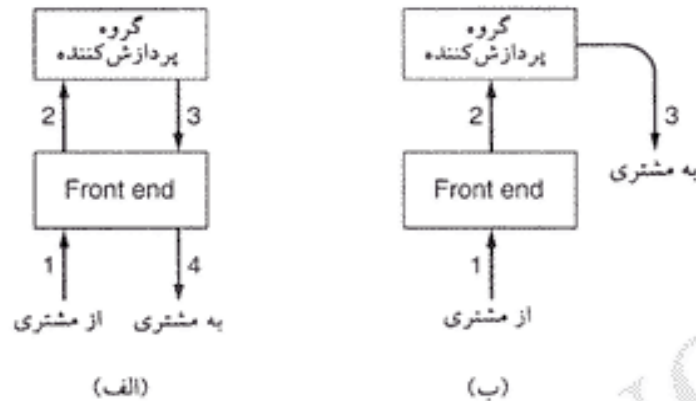 گروه
پردازش‌کننده
2
3
Front end
1
4
از مشتری
به مشتری
(الف)
گروه
پردازش‌کننده
2
3
به مشتری
Front end
1
از مشتری
(ب)